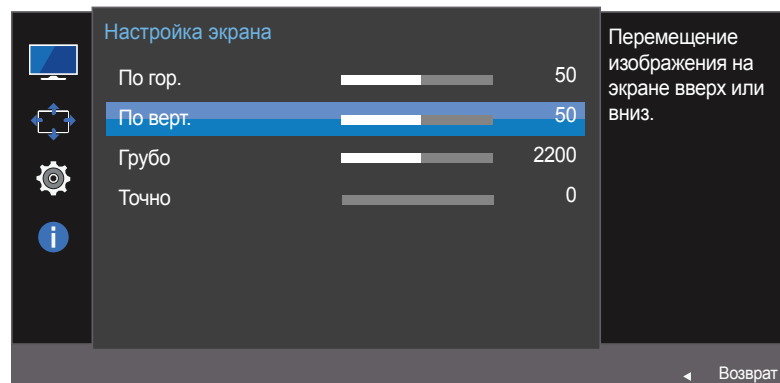 Настройка экрана
По гор. 50
По верт. 50
Грубо 2200
Точно 0
Перемещение
изображения на
экране вверх или
вниз.
Возврат